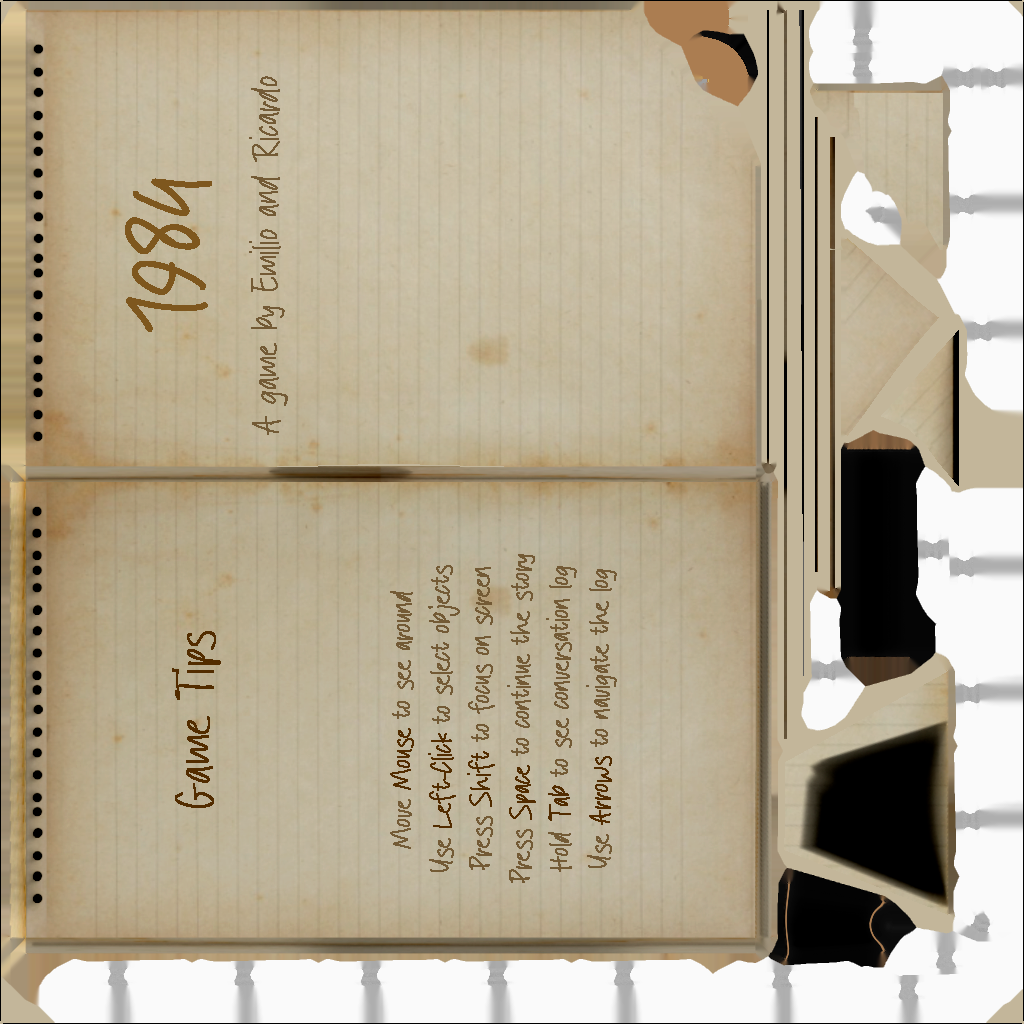 1984
A game by Emilio and Ricardo
Game Tips
Move Mouse to see around
Use Left-Click to select objects
Press Shift to focus on screen
Press Space to continue the story
Hold Tab to see conversation log
Use Arrows to navigate the log